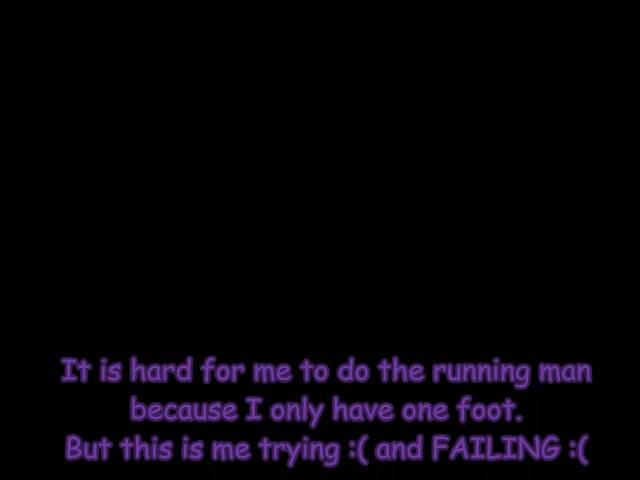 It is hard for me to do the running man
because I only have one foot.
But this is me trying :( and FAILING :(